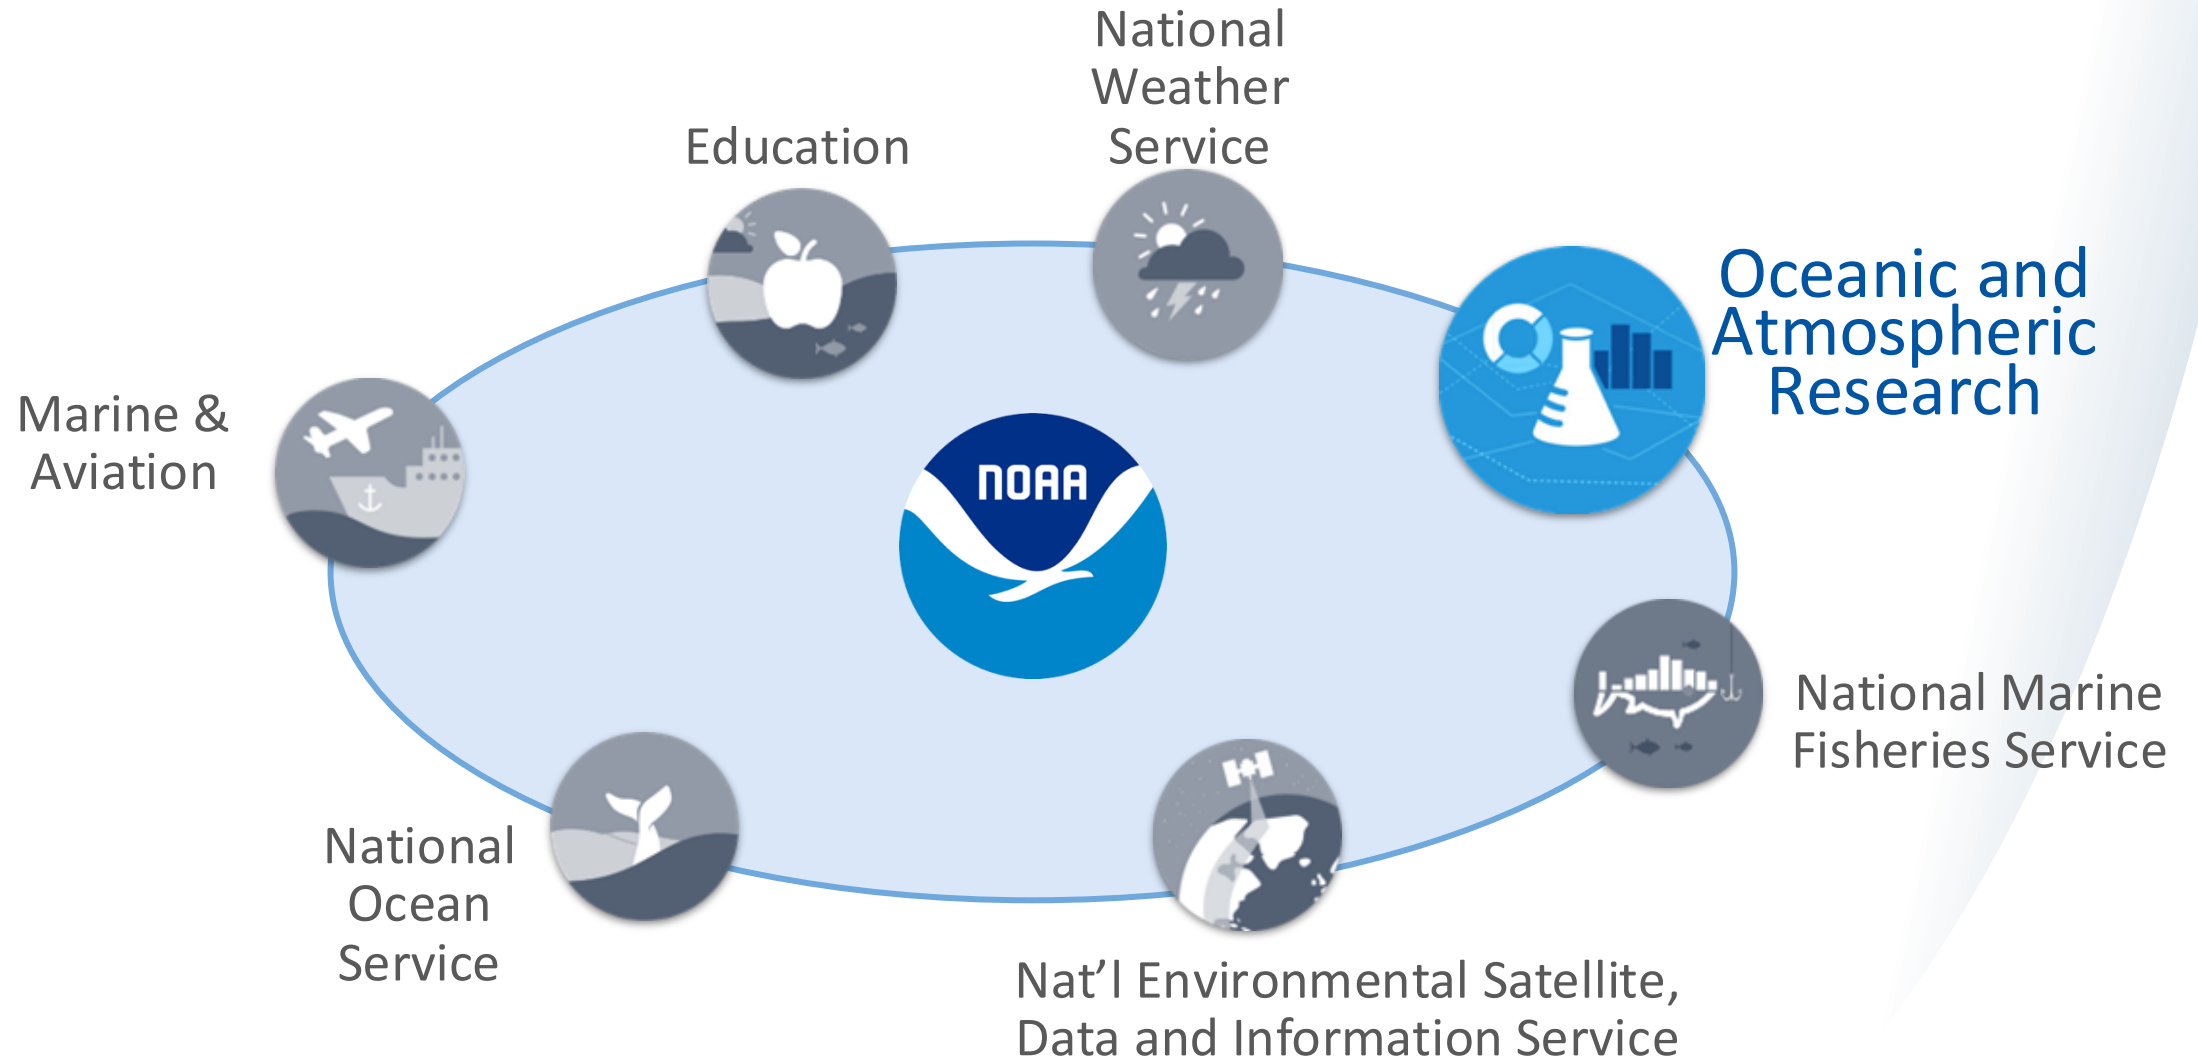 National
Weather
Service
Education
Oceanic and
Atmospheric
Research
Marine &
Aviation
NOAA
National Marine
Fisheries Service
National
Ocean
Service
Nat’l Environmental Satellite,
Data and Information Service